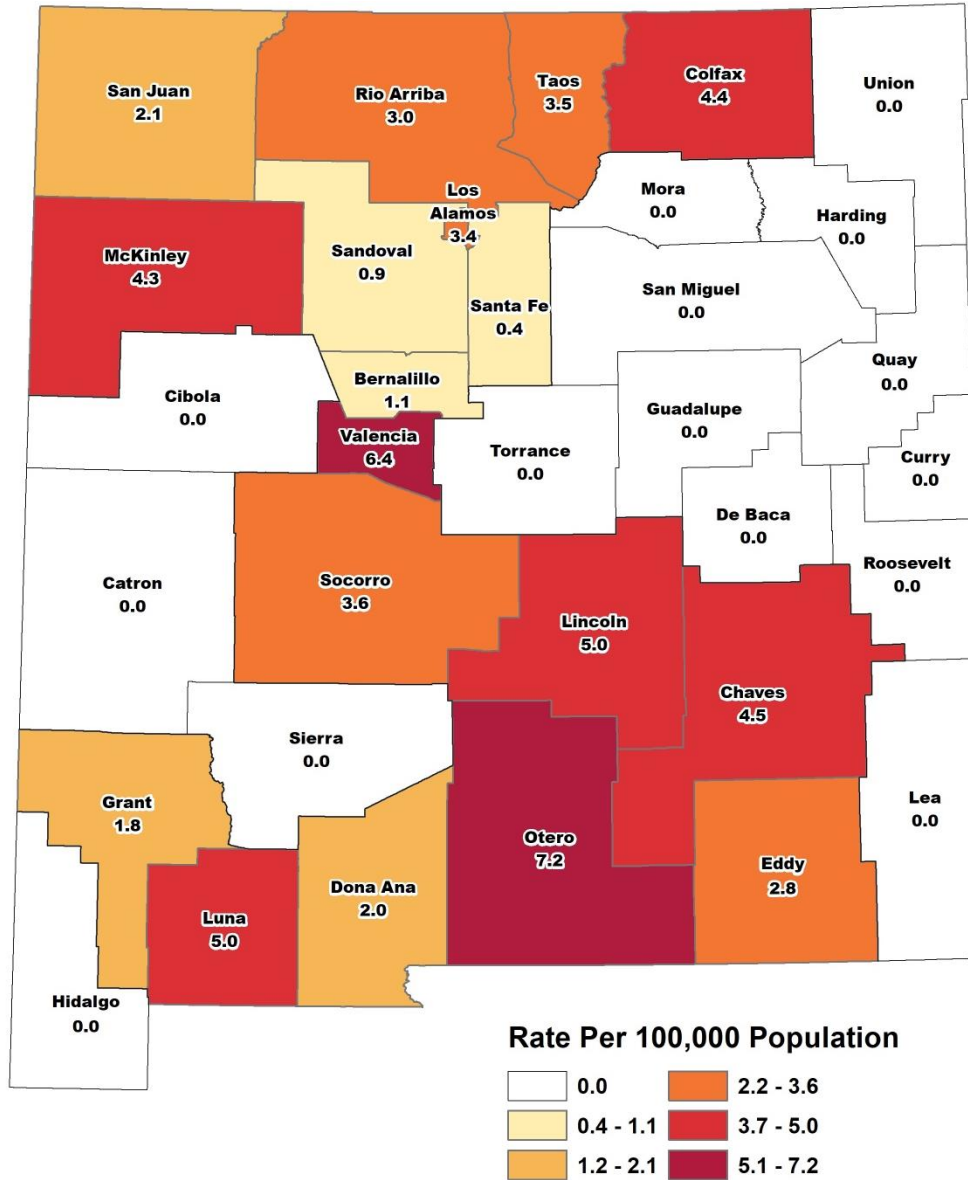 San Juan
2.1
Rio Arriba
3.0
Taos
3.5
Colfax
4.4
Union
0.0
Mora
0.0
Harding
0.0
Los
Alamos
3.4
McKinley
4.3
Sandoval
0.9
Santa Fe
0.4
San Miguel
0.0
Quay
0.0
Cibola
0.0
Bernalillo
1.1
Guadalupe
0.0
Valencia
6.4
Torrance
0.0
Curry
0.0
De Baca
0.0
Roosevelt
0.0
Catron
0.0
Socorro
3.6
Lincoln
5.0
Chaves
4.5
Sierra
0.0
Grant
1.8
Otero
7.2
Lea
0.0
Eddy
2.8
Dona Ana
2.0
Luna
5.0
Hidalgo
0.0
Rate Per 100,000 Population
0.0
0.4 - 1.1
1.2 - 2.1
2.2 - 3.6
3.7 - 5.0
5.1 - 7.2